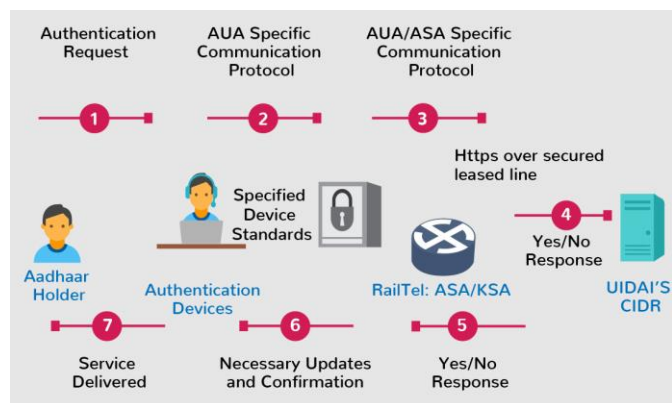 Authentication
Request
AUA Specific
Communication
Protocol
AUA/ASA Specific
Communication
Protocol
1
2
3
Https over secured
leased line
4
Yes/No
Response
Specified
Device
Standards
Aadhaar
Holder
Authentication
Devices
RailTel: ASA/KSA
UIDAI'S
CIDR
7
6
5
Service
Delivered
Necessary Updates
and Confirmation
Yes/No
Response